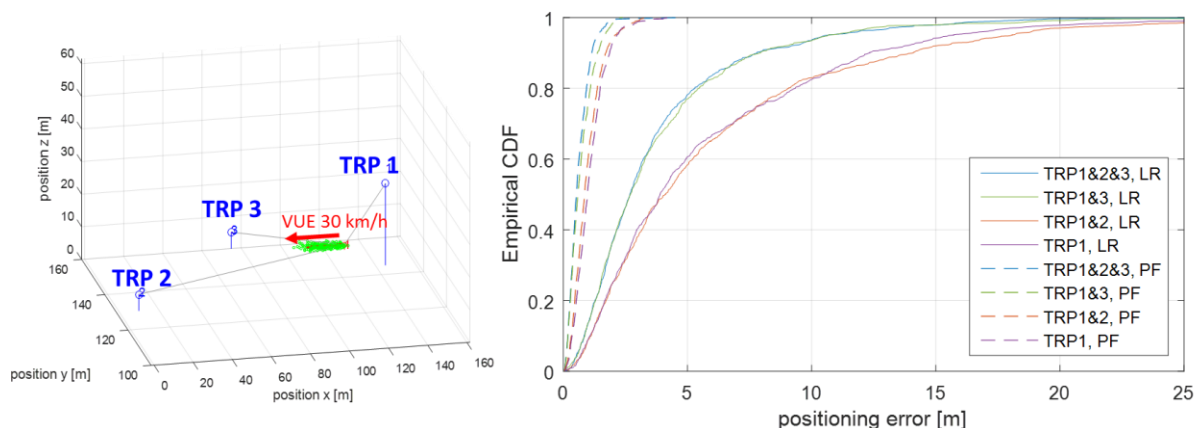 60
50
40
30
20
10
0
position z [m]
160
140
120
100
position y [m]
0
20
40
60
80
100
120
140
160
position x [m]
TRP 1
1
TRP 3
3
VUE 30 km/h
TRP 2
2
1
0.8
0.6
0.4
0.2
0
Empirical CDF
0
5
10
15
20
25
positioning error [m]
TRP1&2&3, LR
TRP1&3, LR
TRP1&2, LR
TRP1, LR
TRP1&2&3, PF
TRP1&3, PF
TRP1&2, PF
TRP1, PF